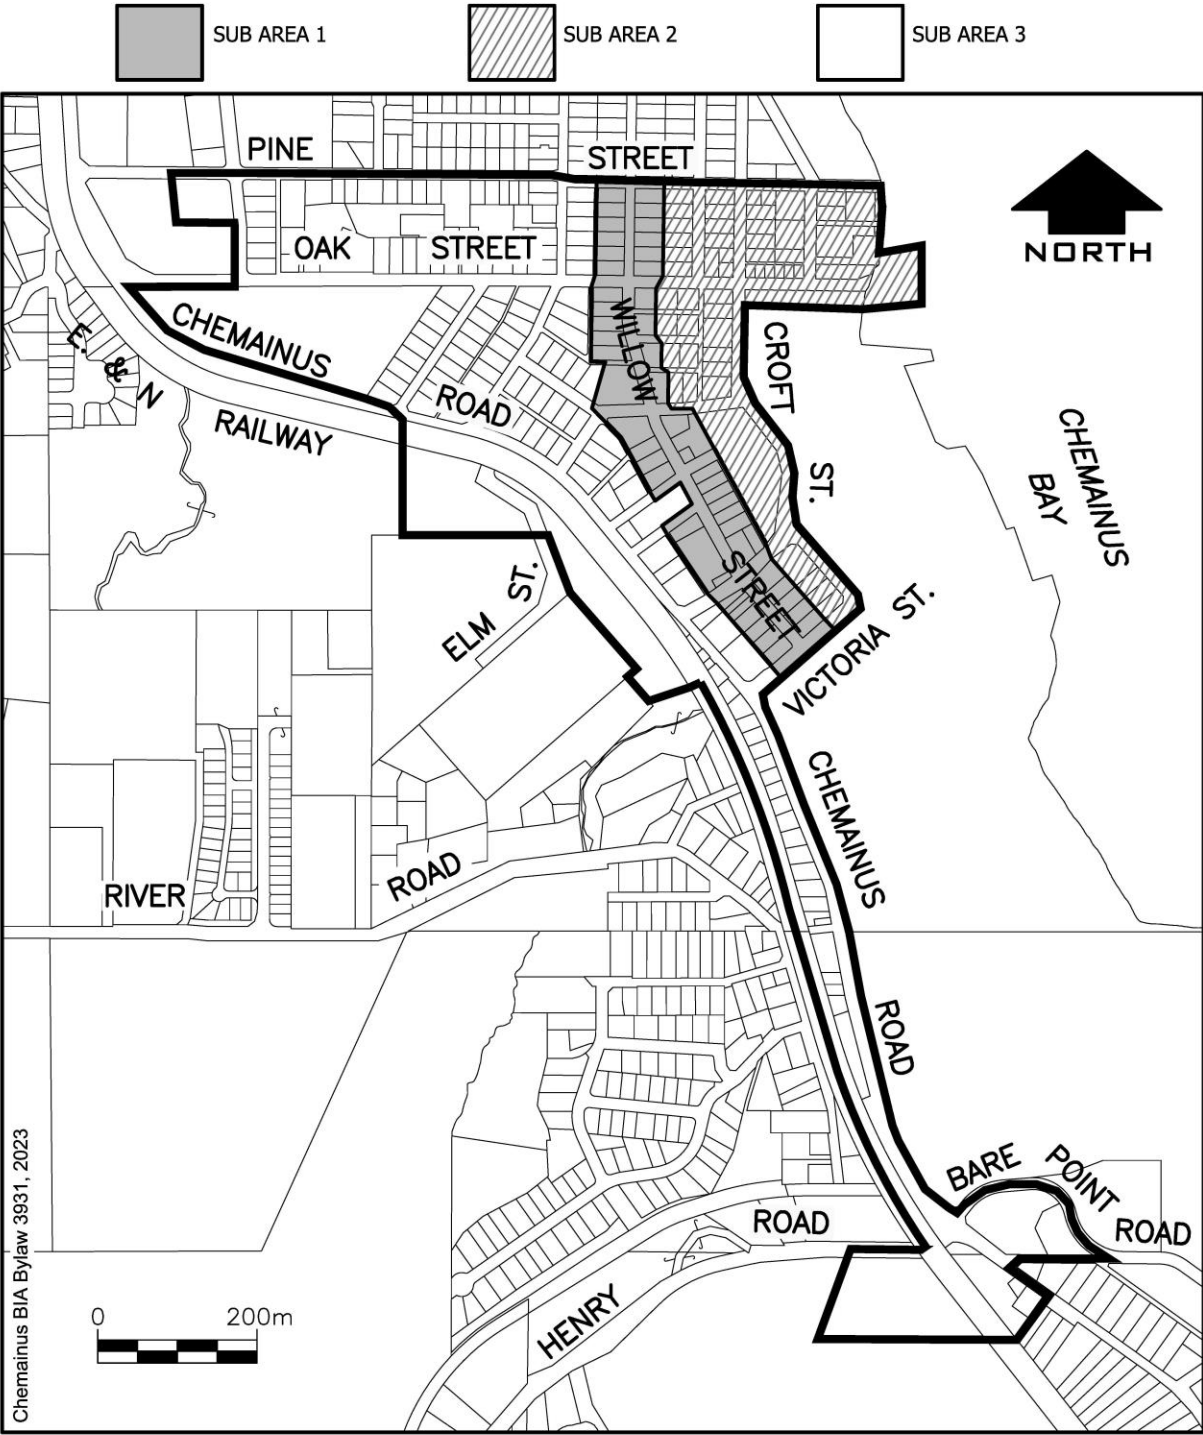 SUB AREA 1
SUB AREA 2
SUB AREA 3
PINE
STREET
OAK
STREET
NORTH
CHEMAINUS
ROAD
WILLOW
STREET
CROFT
ST.
CHEMAINUS
BAY
E. & N
RAILWAY
ELM
ST.
VICTORIA ST.
CHEMAINUS
ROAD
RIVER
ROAD
BARE
POINT
ROAD
ROAD
HENRY
0
200m
Chemainus BIA Bylaw 3931, 2023